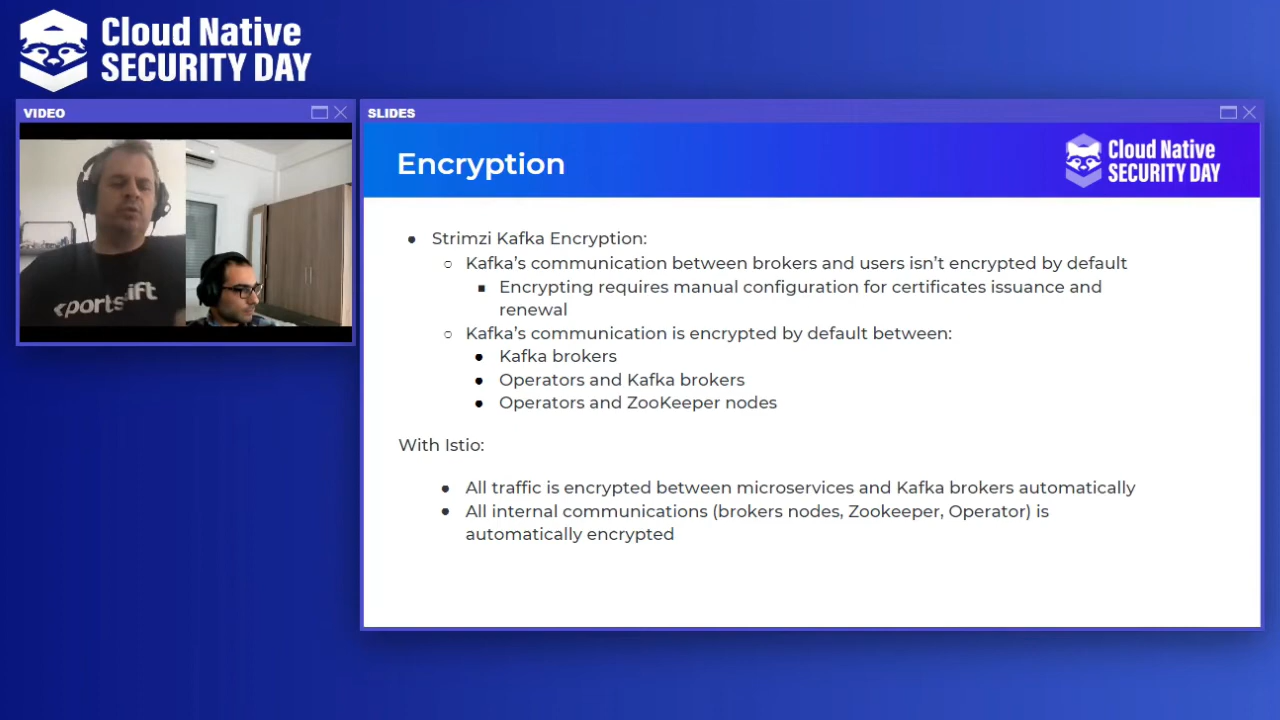 Cloud Native
SECURITY DAY
VIDEO
SLIDES
Encryption
Cloud Native
SECURITY DAY
● Strimzi Kafka Encryption:
○ Kafka’s communication between brokers and users isn’t encrypted by default
■ Encrypting requires manual configuration for certificates issuance and
renewal
○ Kafka’s communication is encrypted by default between:
● Kafka brokers
● Operators and Kafka brokers
● Operators and ZooKeeper nodes
With Istio:
● All traffic is encrypted between microservices and Kafka brokers automatically
● All internal communications (brokers nodes, Zookeeper, Operator) is
automatically encrypted